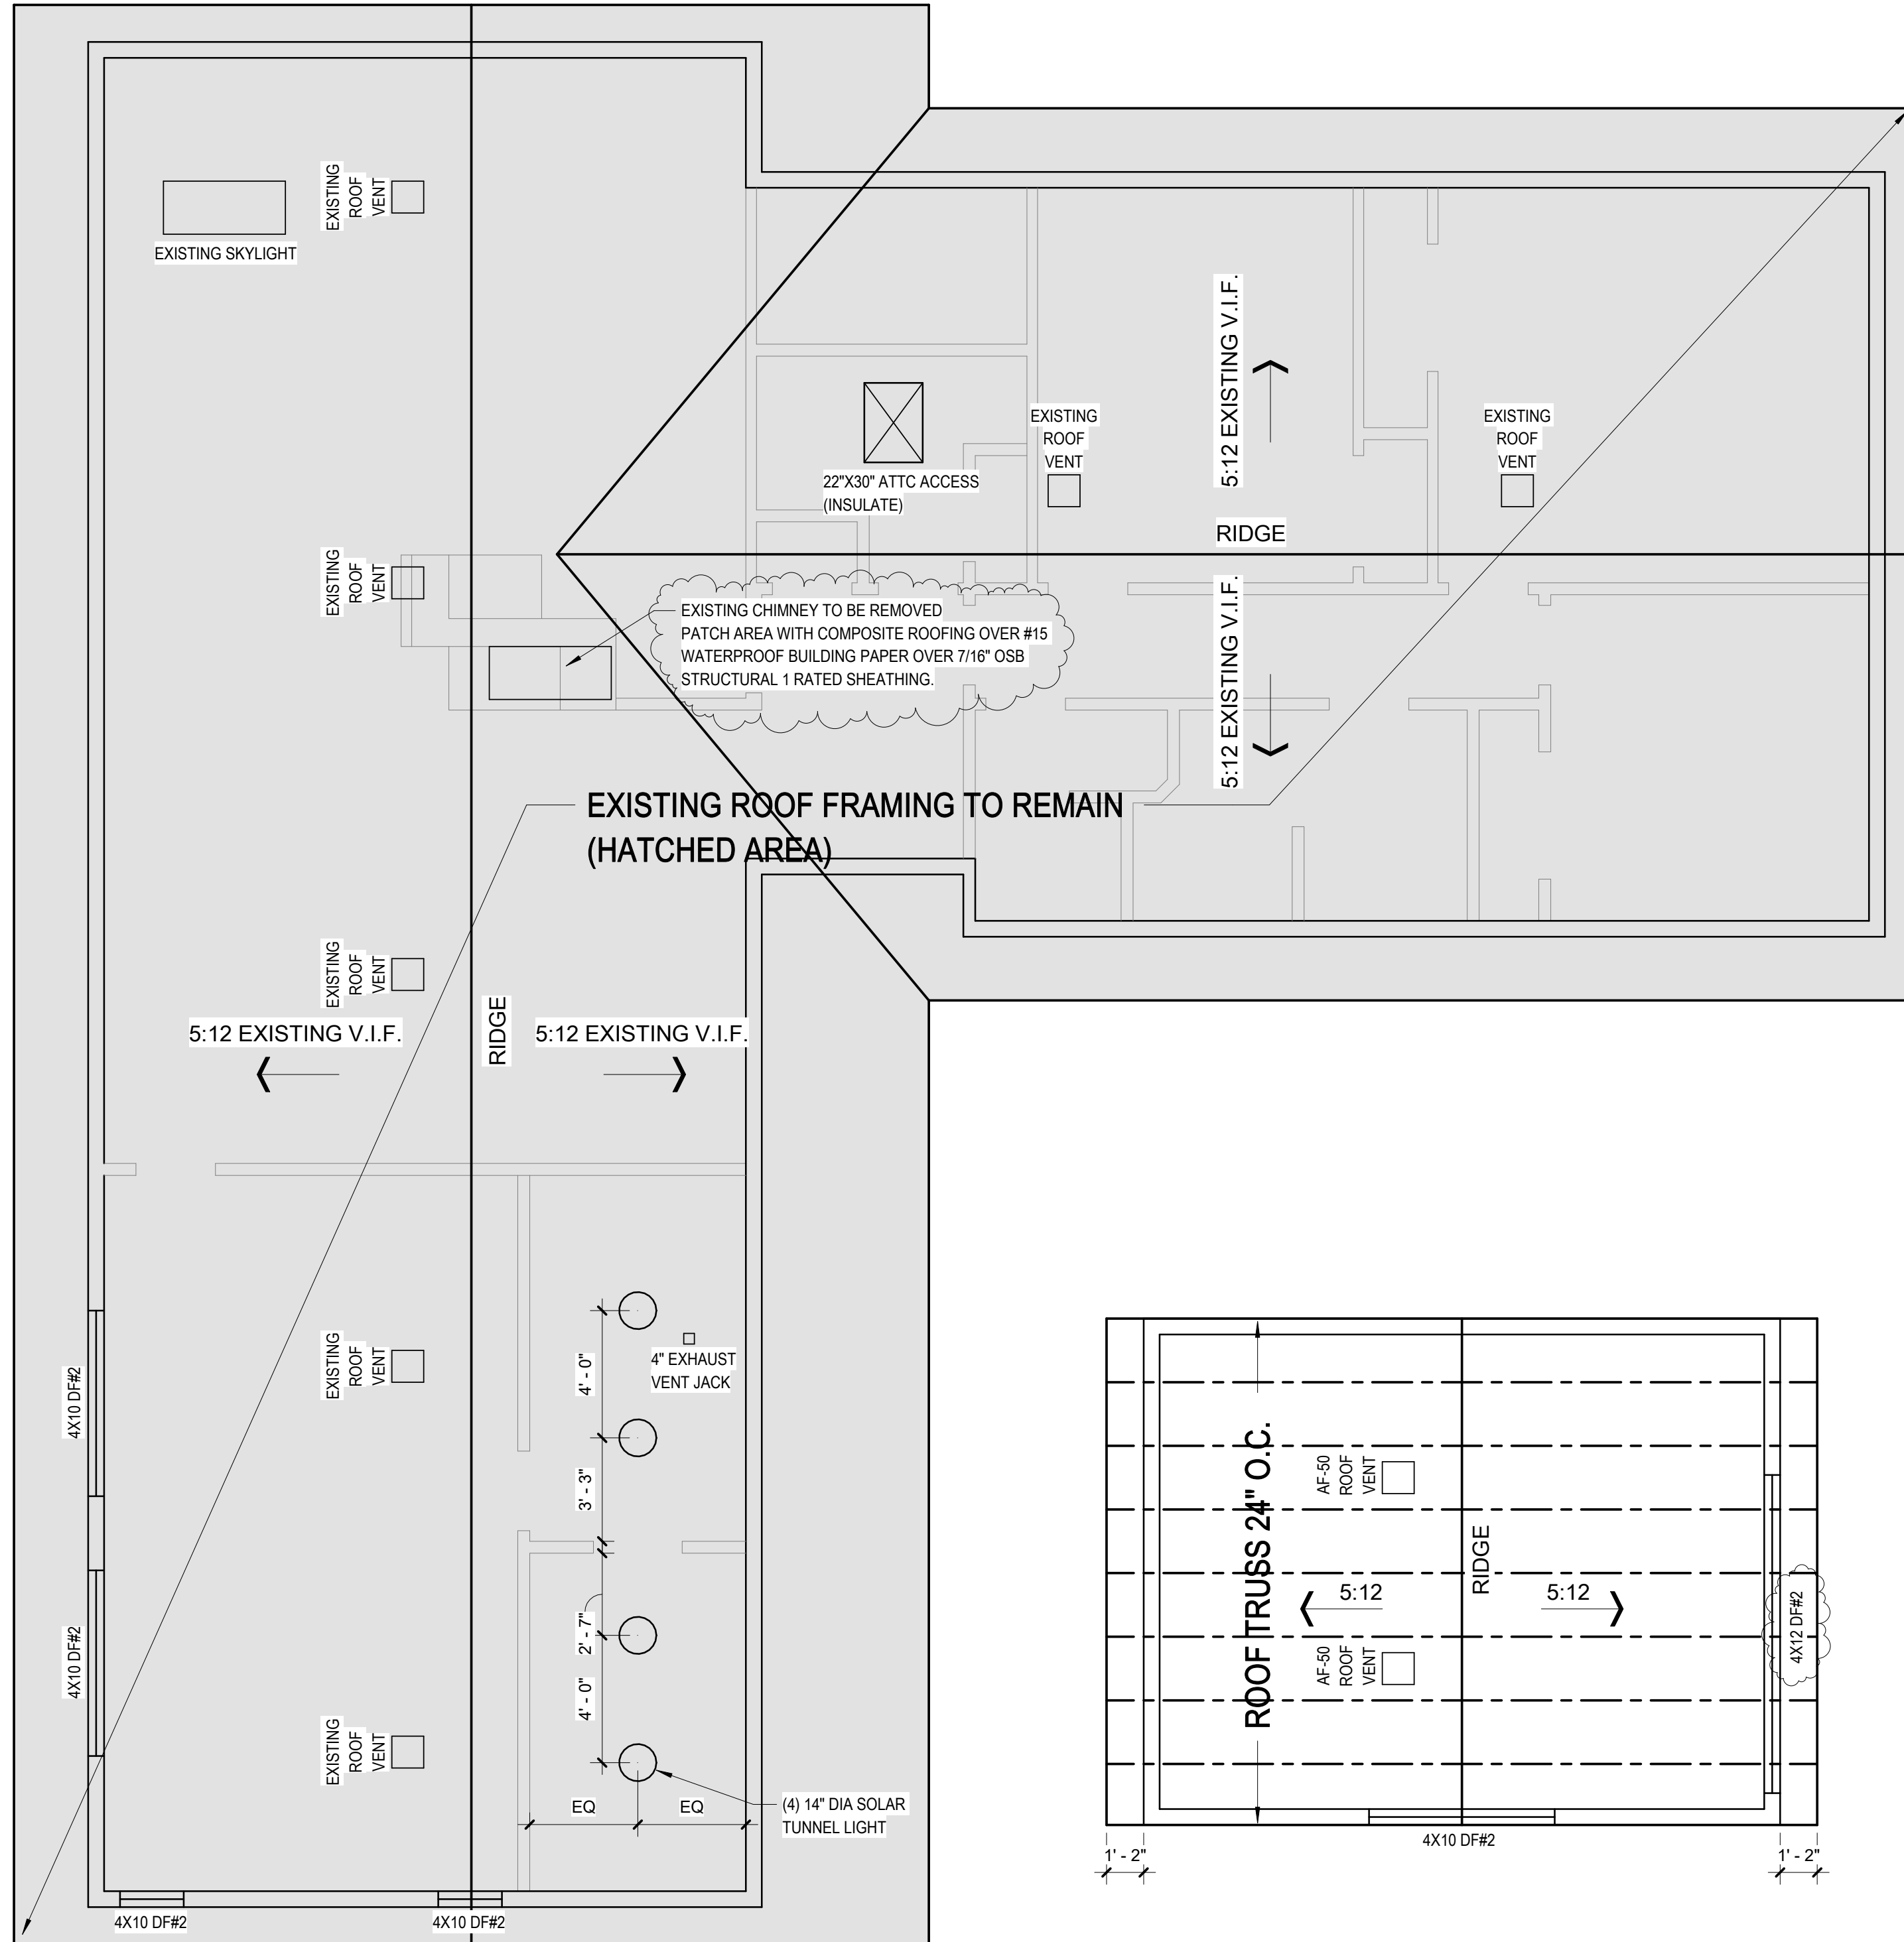 EXISTING
ROOF
VENT
EXISTING SKYLIGHT
5:12 EXISTING V.I.F.
EXISTING
ROOF
VENT
EXISTING
ROOF
VENT
22"X30" ATTC ACCESS
(INSULATE)
RIDGE
EXISTING
ROOF
VENT
5:12 EXISTING V.I.F.
EXISTING CHIMNEY TO BE REMOVED
PATCH AREA WITH COMPOSITE ROOFING OVER #15
WATERPROOF BUILDING PAPER OVER 7/16" OSB
STRUCTURAL 1 RATED SHEATHING.
EXISTING ROOF FRAMING TO REMAIN
(HATCHED AREA)
EXISTING
ROOF
VENT
5:12 EXISTING V.I.F.
RIDGE
5:12 EXISTING V.I.F.
4X10 DF#2
EXISTING
ROOF
VENT
4' - 0"
4" EXHAUST
VENT JACK
3' - 3"
2' - 7"
4' - 0"
4X10 DF#2
EXISTING
ROOF
VENT
EQ
EQ
(4) 14" DIA SOLAR
TUNNEL LIGHT
4X10 DF#2
4X10 DF#2
ROOF TRUSS 24" O.C.
AF-50
ROOF
VENT
RIDGE
5:12
5:12
4X12 DF#2
AF-50
ROOF
VENT
4X10 DF#2
1' - 2"
1' - 2"